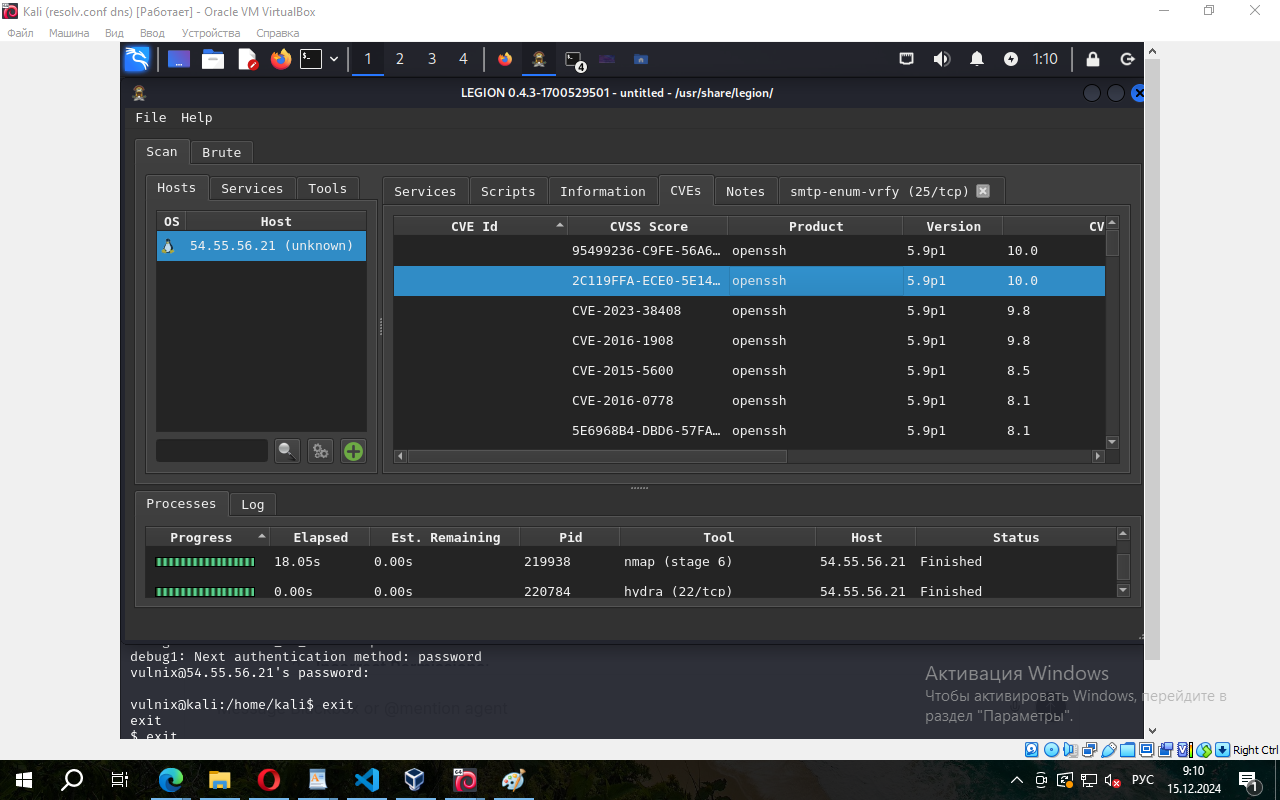 Kali (resolv.conf dns) [Работает] - Oracle VM VirtualBox
Файл Машина Вид Ввод Устройства Справка
1 2 3 4 4 1:10
LEGION 0.4.3-1700529501 - untitled - /usr/share/legion/
File Help
Scan Brute
Hosts Services Tools
Services Scripts Information CVEs Notes smtp-enum-vrfy (25/tcp)
OS Host
54.55.56.21 (unknown)
CVE Id CVSS Score Product Version CV
95499236-C9FE-56A6… openssh 5.9p1 10.0
2C119FFA-ECE0-5E14… openssh 5.9p1 10.0
CVE-2023-38408 openssh 5.9p1 9.8
CVE-2016-1908 openssh 5.9p1 9.8
CVE-2015-5600 openssh 5.9p1 8.5
CVE-2016-0778 openssh 5.9p1 8.1
5E6968B4-DBD6-57FA… openssh 5.9p1 8.1
Processes Log
Progress Elapsed Est. Remaining Pid Tool Host Status
18.05s 0.00s 219938 nmap (stage 6) 54.55.56.21 Finished
0.00s 0.00s 220784 hydra (22/tcp) 54.55.56.21 Finished
debug1: Next authentication method: password
vulnix@54.55.56.21's password:
vulnix@kali:/home/kali$ exit
or @mention agent
exit
$ exit
Активация Windows
Чтобы активировать Windows, перейдите в
раздел "Параметры".
Right Ctrl
РУС
9:10
15.12.2024
1